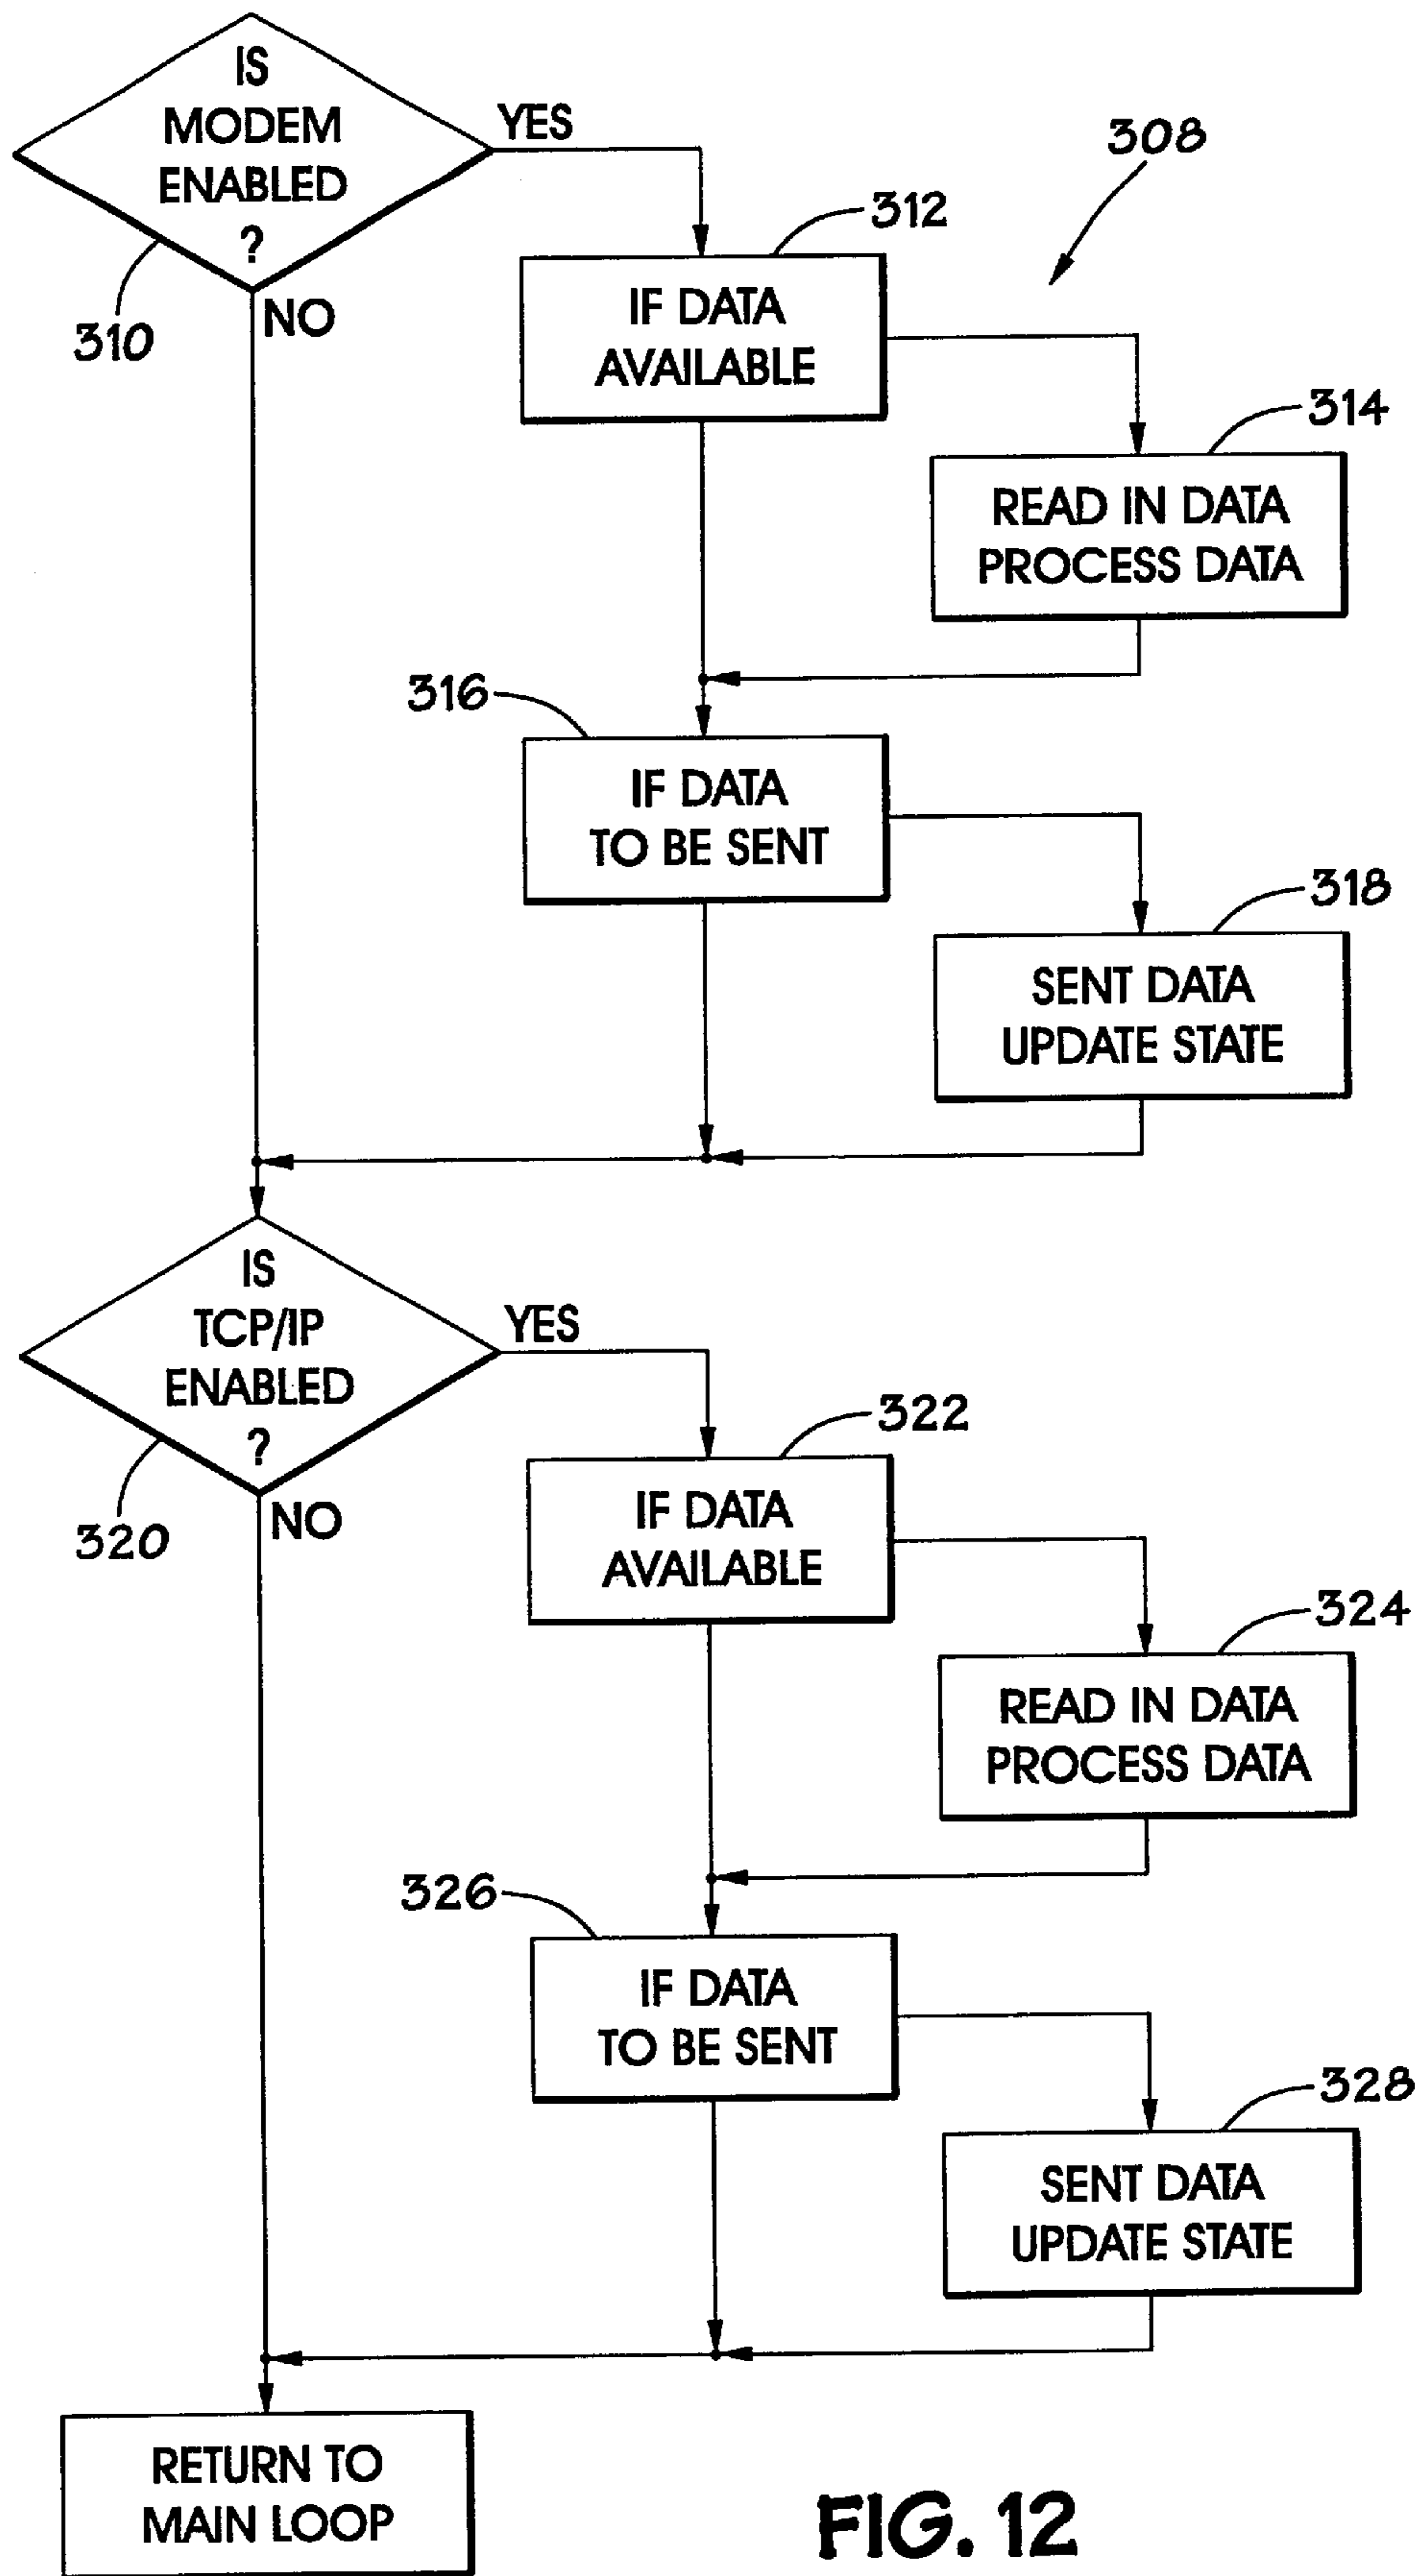 IS
MODEM
ENABLED
?
YES
NO
310
308
312
IF DATA
AVAILABLE
314
READ IN DATA
PROCESS DATA
316
IF DATA
TO BE SENT
318
SENT DATA
UPDATE STATE
IS
TCP/IP
ENABLED
?
YES
NO
320
322
IF DATA
AVAILABLE
324
READ IN DATA
PROCESS DATA
326
IF DATA
TO BE SENT
328
SENT DATA
UPDATE STATE
RETURN TO
MAIN LOOP
FIG. 12